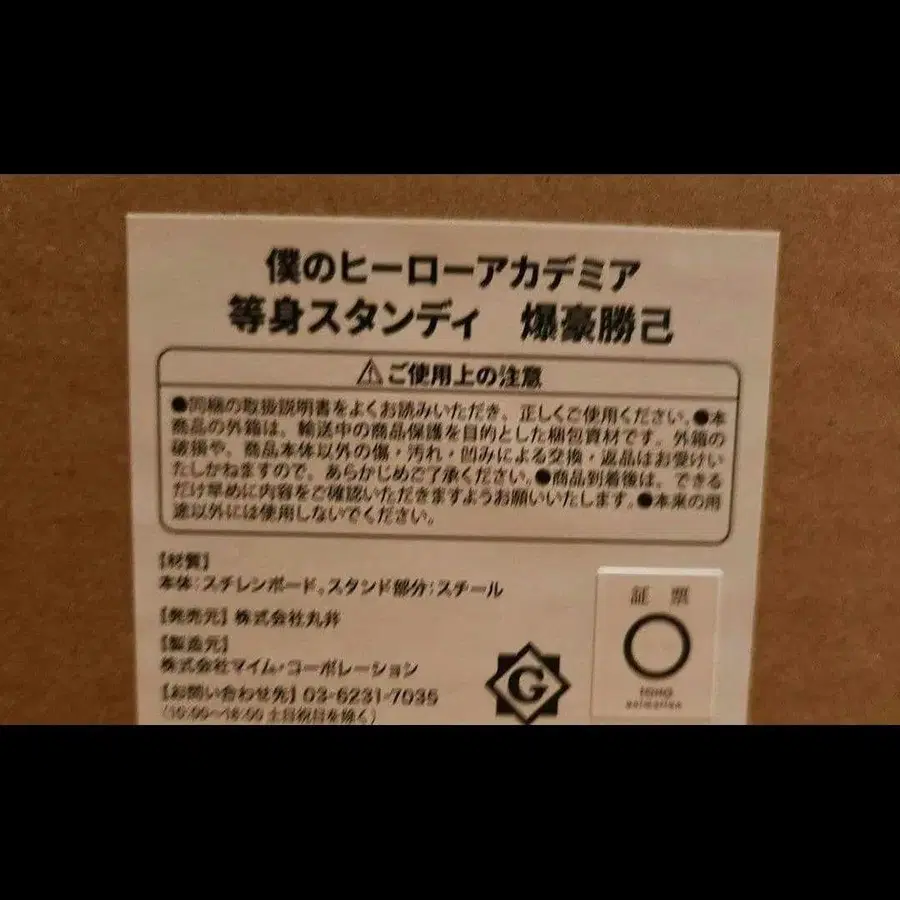 僕のヒーローアカデミア
等身スタンディ 爆豪勝己
⚠ご使用上の注意
●同梱の取扱説明書をよくお読みいただき、正しくご使用ください。●本
商品の外箱は、輸送中の商品保護を目的とした梱包資材です。外箱の
破損や、商品本体以外の傷・汚れ・凹みによる交換・返品はお受けい
たしかねますので、あらかじめご了承ください。●商品到着後は、できる
だけ早めに内容をご確認いただきますようお願いいたします。●本来の用
途以外には使用しないでください。
【材質】
本体:スチレンボード、スタンド部分:スチール
【発売元】株式会社丸井
【製造元】
株式会社マイム・コーポレーション
【お問い合わせ先】03-6231-7035
(10:00~18:00 土日祝日を除く)
G
証 票
TOHO
animation